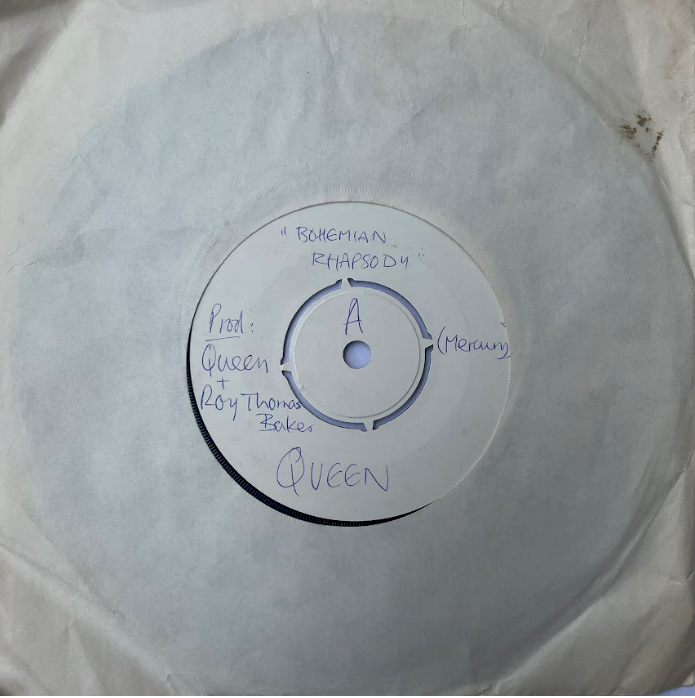 "BOHEMIAN
RHAPSODY"
A
Prod:
Queen
+
Roy Thomas
Baker
(Mercury)
QUEEN